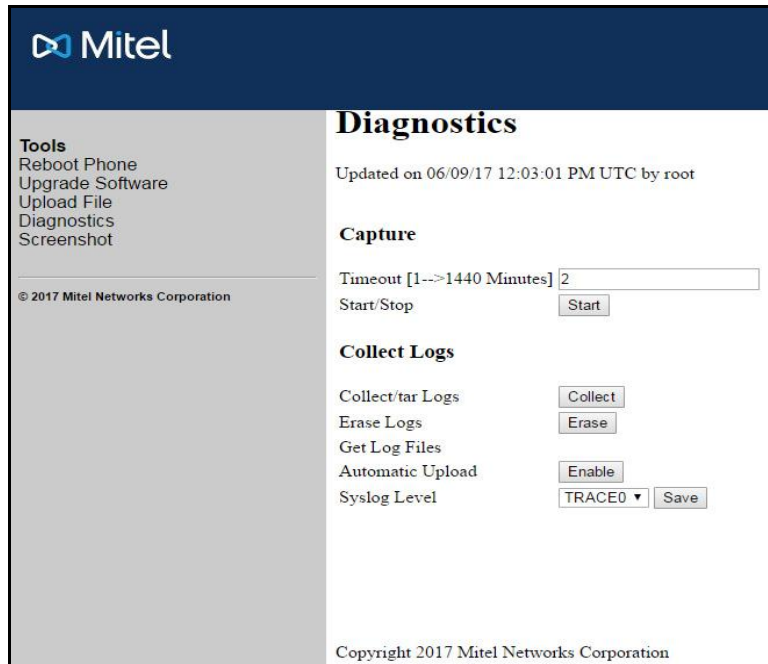 Mitel
Tools
Reboot Phone
Upgrade Software
Upload File
Diagnostics
Screenshot
© 2017 Mitel Networks Corporation
Diagnostics
Updated on 06/09/17 12:03:01 PM UTC by root
Capture
Timeout [1-->1440 Minutes] 2
Start/Stop Start
Collect Logs
Collect/tar Logs Collect
Erase Logs Erase
Get Log Files
Automatic Upload Enable
Syslog Level TRACE0 Save
Copyright 2017 Mitel Networks Corporation